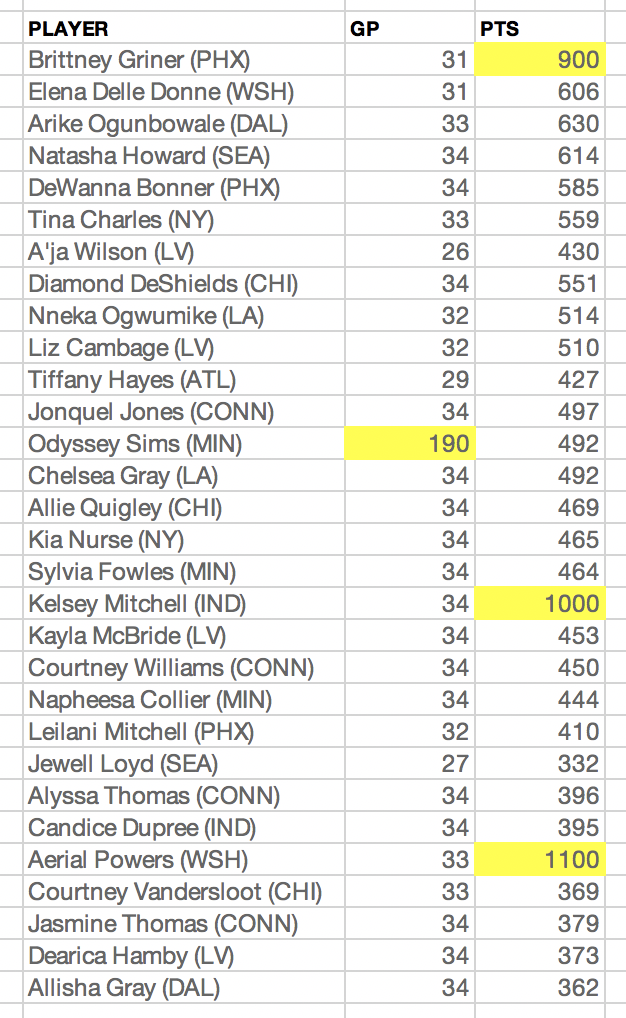 PLAYER GP PTS
Brittney Griner (PHX) 31 900
Elena Delle Donne (WSH) 31 606
Arike Ogunbowale (DAL) 33 630
Natasha Howard (SEA) 34 614
DeWanna Bonner (PHX) 34 585
Tina Charles (NY) 33 559
A'ja Wilson (LV) 26 430
Diamond DeShields (CHI) 34 551
Nneka Ogwumike (LA) 32 514
Liz Cambage (LV) 32 510
Tiffany Hayes (ATL) 29 427
Jonquel Jones (CONN) 34 497
Odyssey Sims (MIN) 190 492
Chelsea Gray (LA) 34 492
Allie Quigley (CHI) 34 469
Kia Nurse (NY) 34 465
Sylvia Fowles (MIN) 34 464
Kelsey Mitchell (IND) 34 1000
Kayla McBride (LV) 34 453
Courtney Williams (CONN) 34 450
Napheesa Collier (MIN) 34 444
Leilani Mitchell (PHX) 32 410
Jewell Loyd (SEA) 27 332
Alyssa Thomas (CONN) 34 396
Candice Dupree (IND) 34 395
Aerial Powers (WSH) 33 1100
Courtney Vandersloot (CHI) 33 369
Jasmine Thomas (CONN) 34 379
Dearica Hamby (LV) 34 373
Allisha Gray (DAL) 34 362